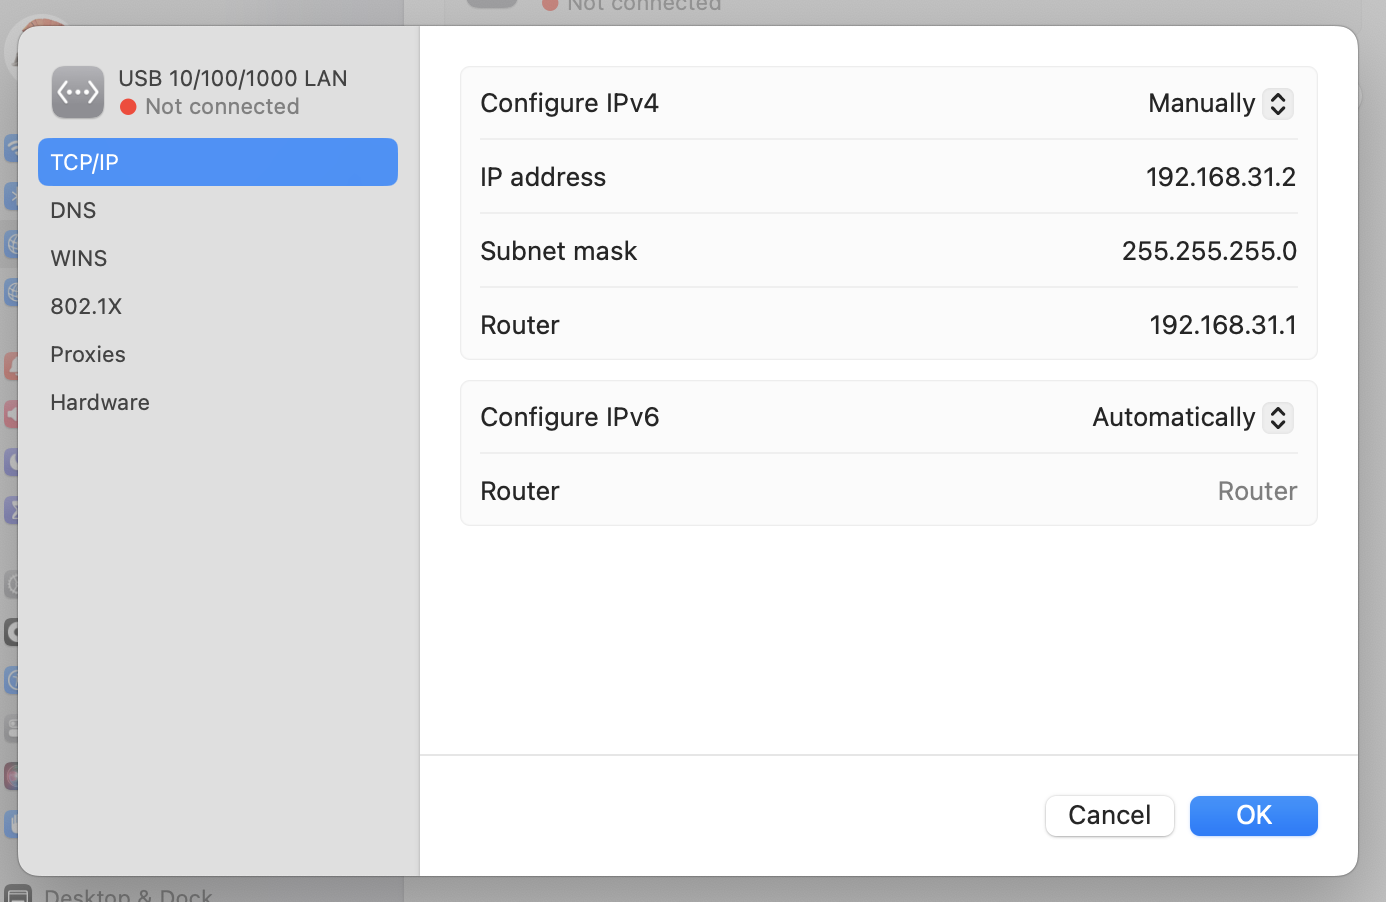 Not connected
USB 10/100/1000 LAN
Not connected
TCP/IP
DNS
WINS
802.1X
Proxies
Hardware
Configure IPv4 Manually
IP address 192.168.31.2
Subnet mask 255.255.255.0
Router 192.168.31.1
Configure IPv6 Automatically
Router Router
Cancel OK
Desktop & Dock